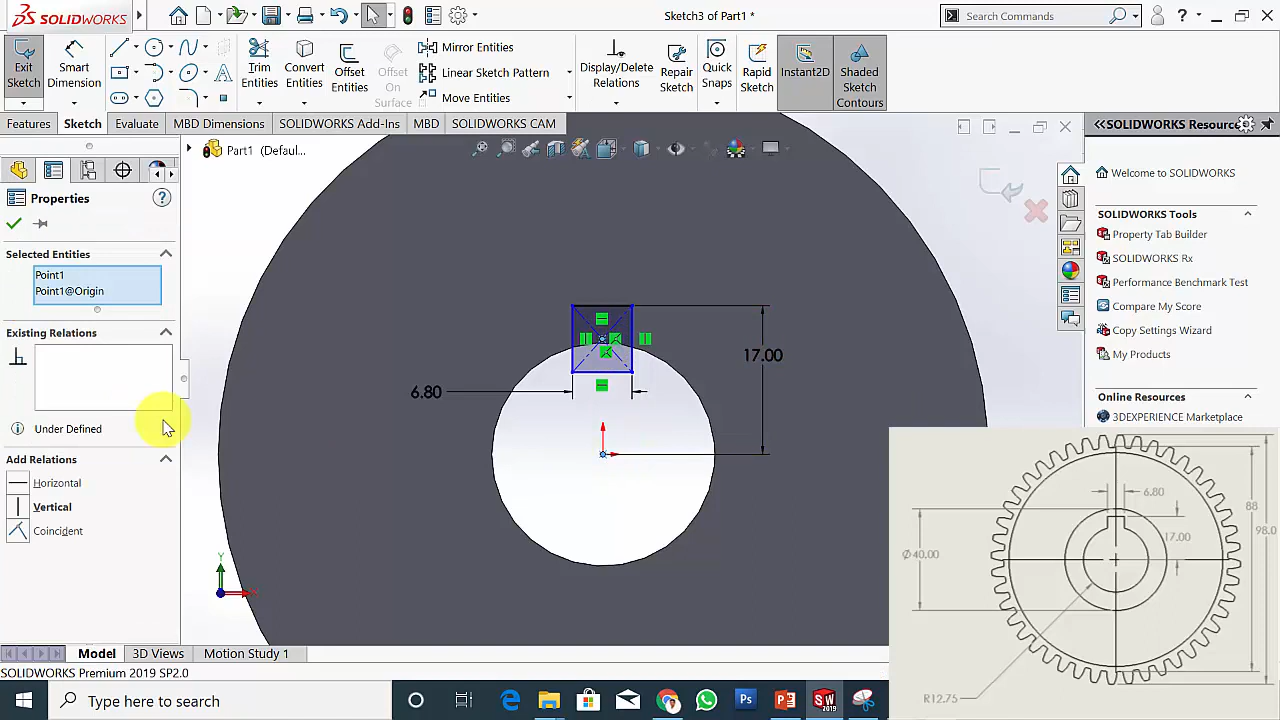 SOLIDWORKS
Sketch3 of Part1 *
Search Commands
?
Exit Sketch
Smart Dimension
Trim Entities
Convert Entities
Offset Entities
Offset On Surface
Mirror Entities
Linear Sketch Pattern
Move Entities
Display/Delete Relations
Repair Sketch
Quick Snaps
Rapid Sketch
Instant2D
Shaded Sketch Contours
Features
Sketch
Evaluate
MBD Dimensions
SOLIDWORKS Add-Ins
MBD
SOLIDWORKS CAM
Part1 (Defaul...
Properties
?
Selected Entities
Point1
Point1@Origin
Existing Relations
Under Defined
Add Relations
Horizontal
Vertical
Coincident
6.80
17.00
Y
X
<<SOLIDWORKS Resourc
Welcome to SOLIDWORKS
SOLIDWORKS Tools
Property Tab Builder
SOLIDWORKS Rx
Performance Benchmark Test
Compare My Score
Copy Settings Wizard
My Products
Online Resources
3DEXPERIENCE Marketplace
6.80
88
98.0
17.00
Ø40.00
R12.75
Model
3D Views
Motion Study 1
SOLIDWORKS Premium 2019 SP2.0
Type here to search